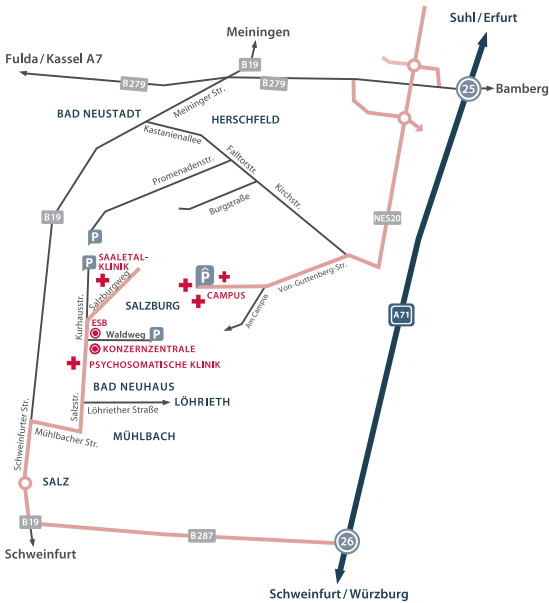 Suhl / Erfurt
Meiningen
Fulda / Kassel A7
B19
B279
B279
25
Bamberg
Meininger Str.
BAD NEUSTADT
HERSCHFELD
Kastanienallee
Falltorstr.
Promenadenstr.
Kirchstr.
Burgstraße
B19
NES20
P
P
SAALETAL-
KLINIK
Salzburgweg
P
CAMPUS
Von-Guttenberg-Str.
Am Campus
SALZBURG
A71
Kurhausstr.
ESB
Waldweg
P
KONZERNZENTRALE
PSYCHOSOMATISCHE KLINIK
BAD NEUHAUS
Salzstr.
LÖHRIETH
Löhriether Straße
Schweinfurter Str.
Mühlbacher Str.
MÜHLBACH
SALZ
B19
B287
26
Schweinfurt
Schweinfurt / Würzburg